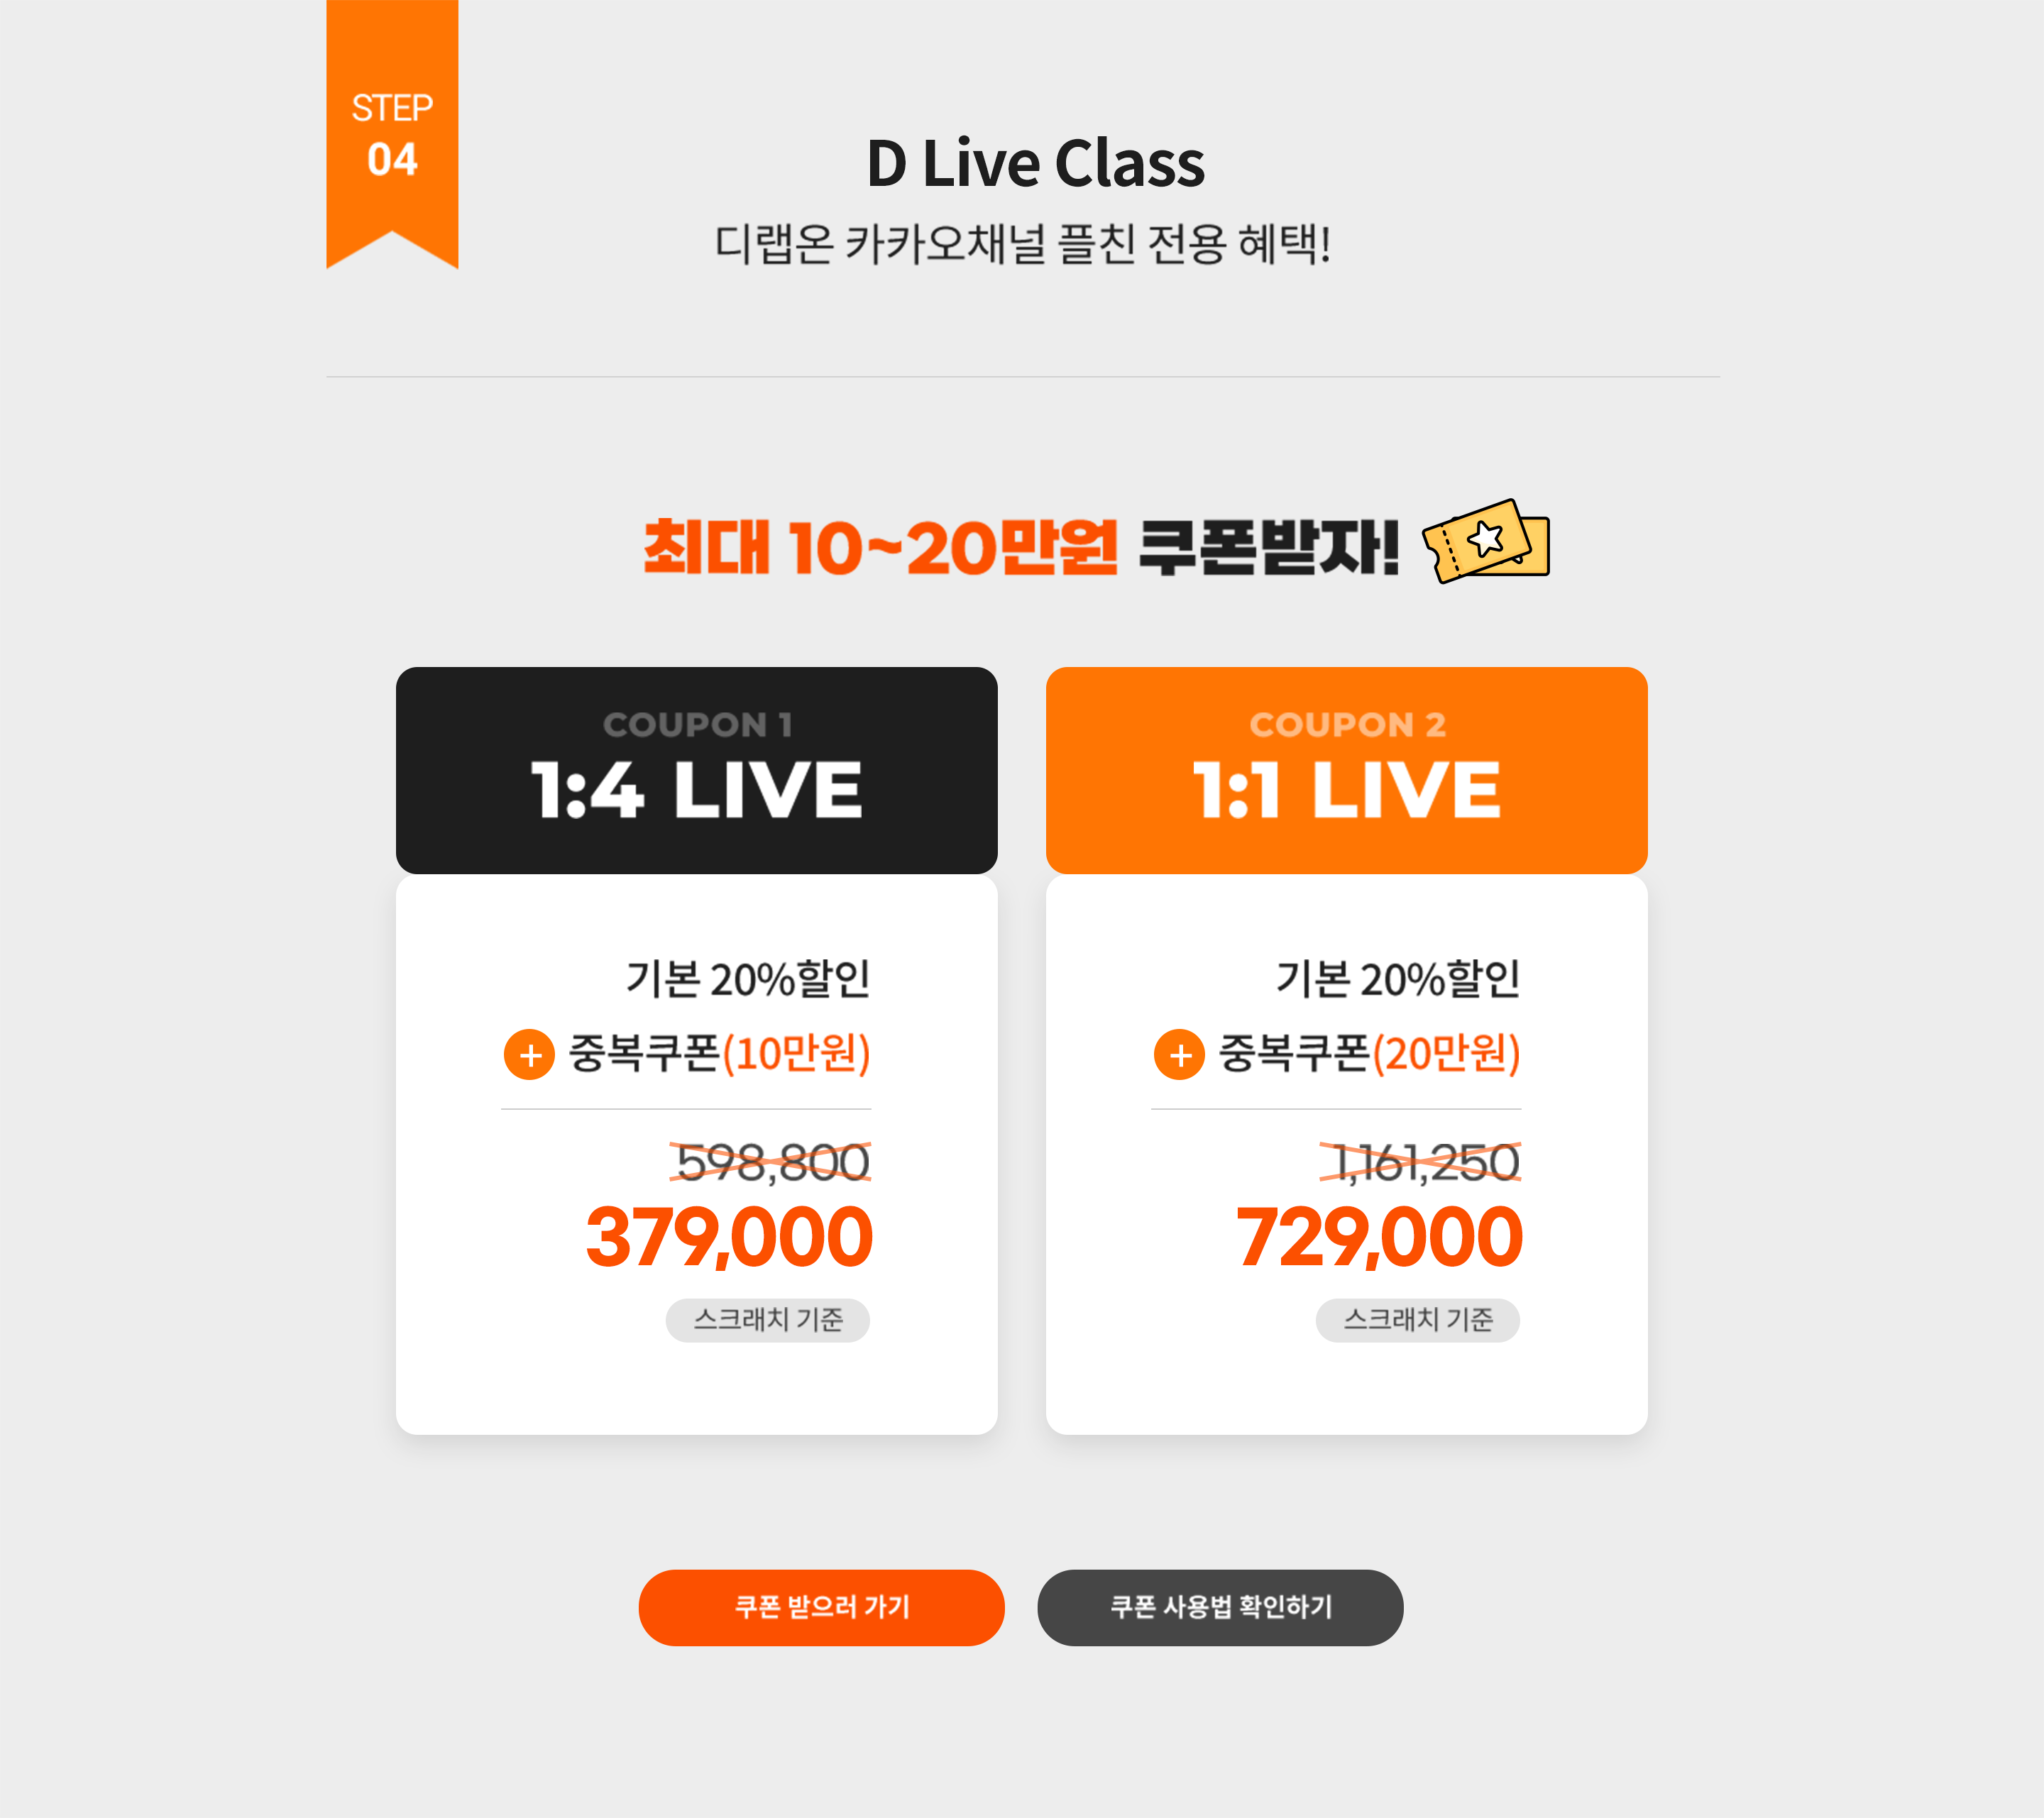 STEP
04
D Live Class
디랩온 카카오채널 플친 전용 혜택!
최대 10~20만원 쿠폰받자!
COUPON 1
1:4 LIVE
기본 20%할인
+ 중복쿠폰(10만원)
598,800
379,000
스크래치 기준
COUPON 2
1:1 LIVE
기본 20%할인
+ 중복쿠폰(20만원)
1,161,250
729,000
스크래치 기준
쿠폰 받으러 가기
쿠폰 사용법 확인하기